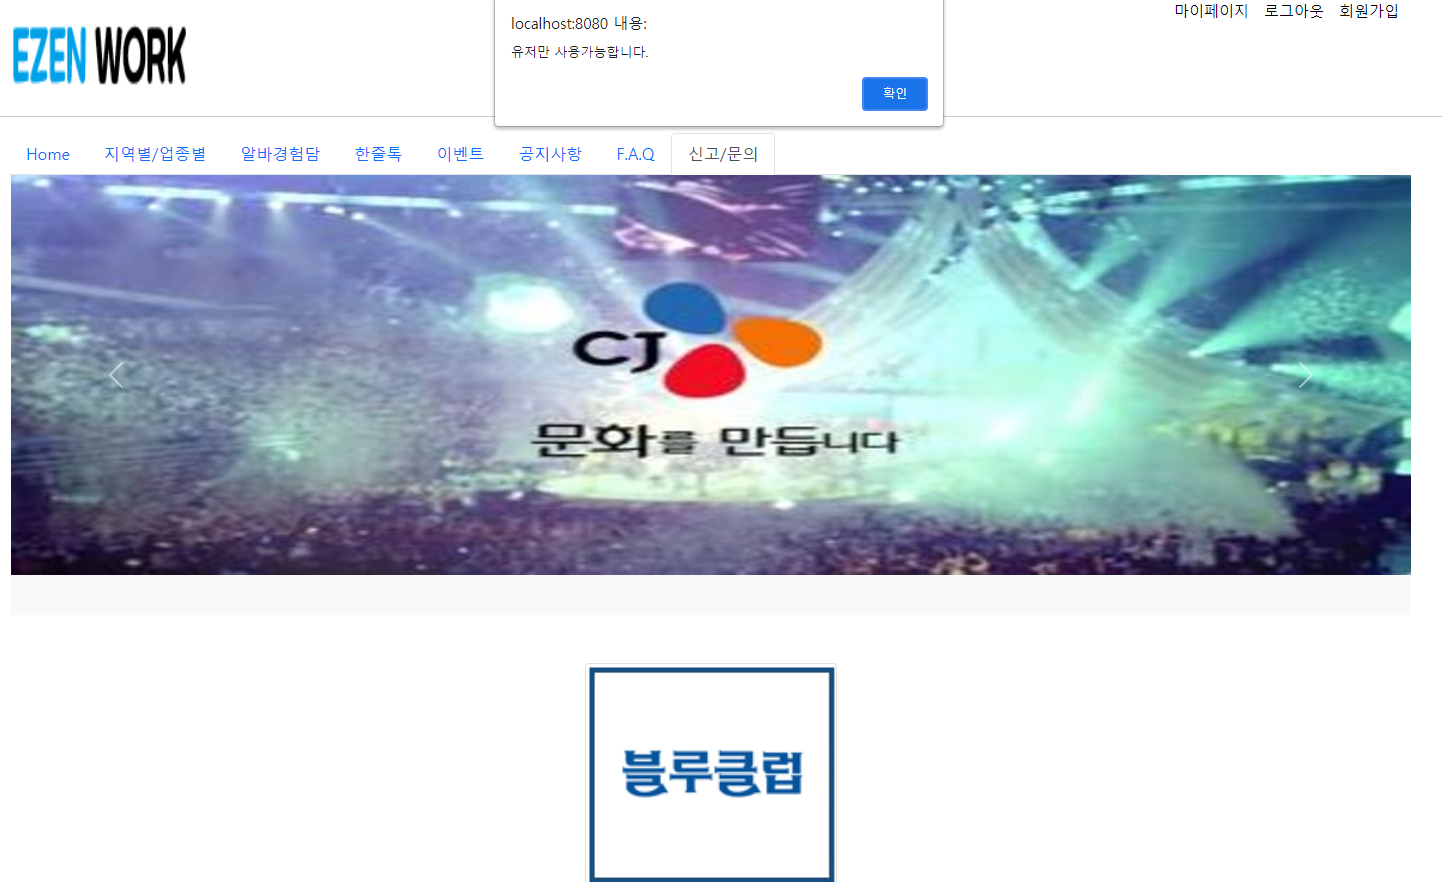 localhost:8080 내용:
유저만 사용가능합니다.
확인
마이페이지 로그아웃 회원가입
EZEN WORK
Home 지역별/업종별 알바경험담 한줄톡 이벤트 공지사항 F.A.Q 신고/문의
CJ
문화를 만듭니다
블루클럽